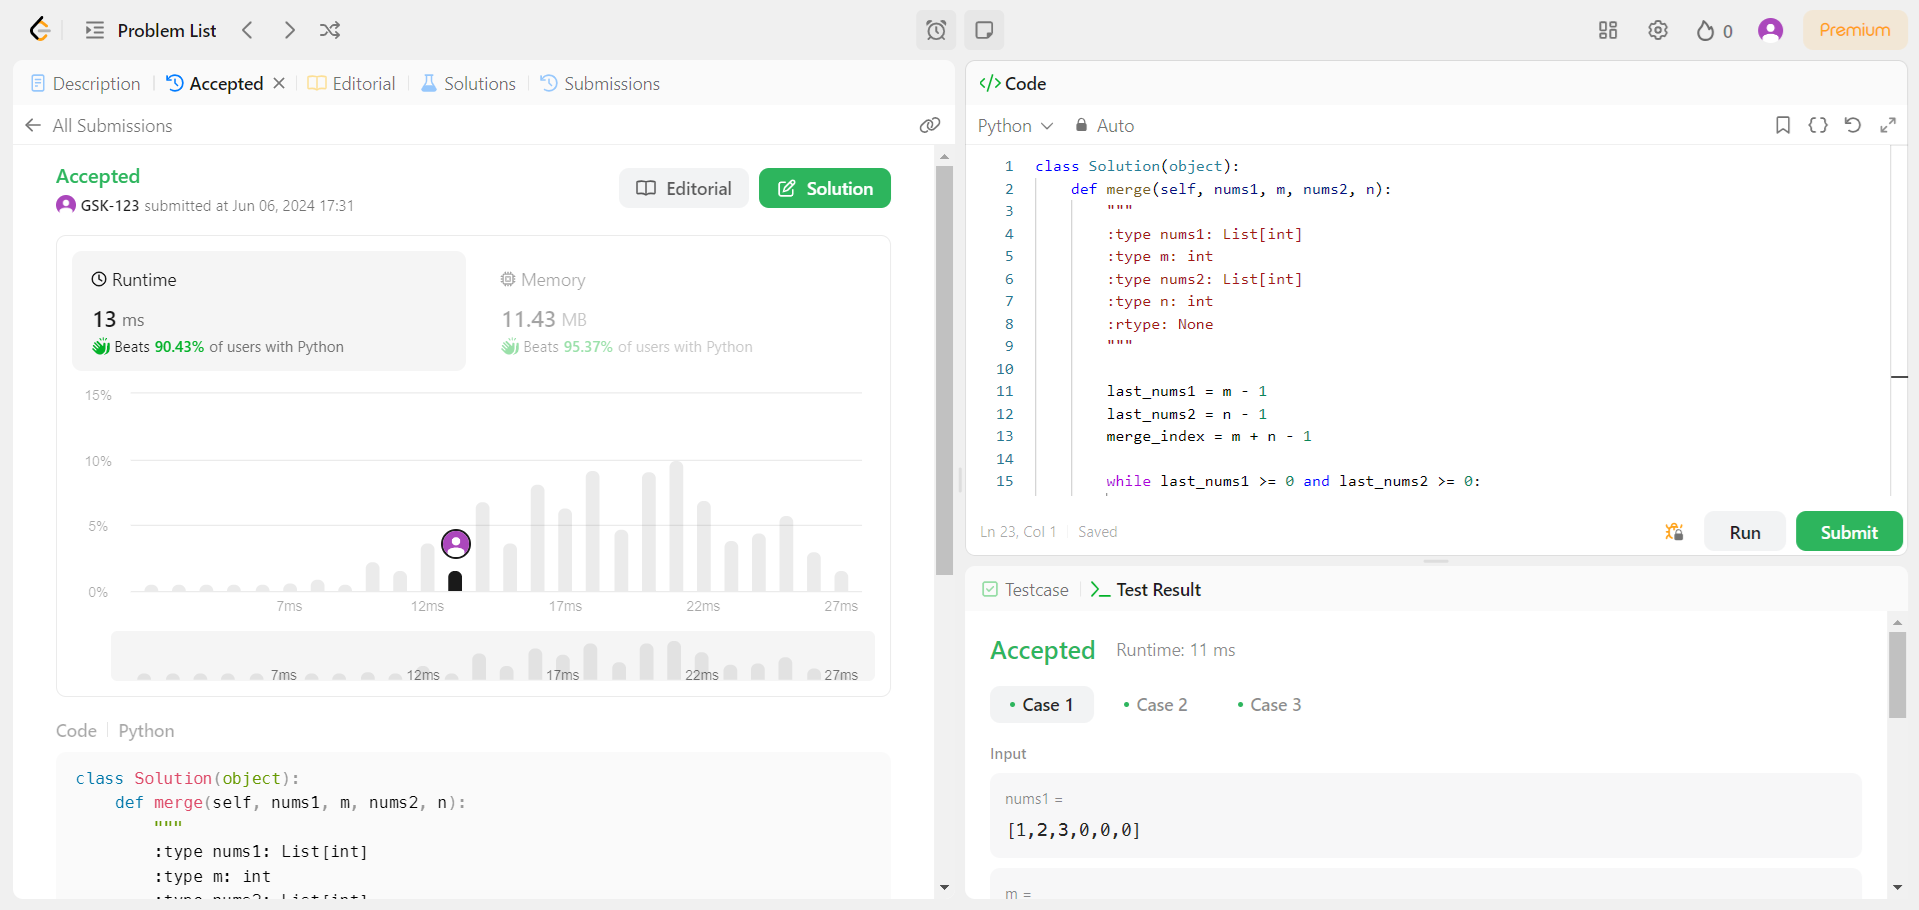 Problem List
0
Premium
Description
Accepted
Editorial
Solutions
Submissions
All Submissions
Accepted
GSK-123 submitted at Jun 06, 2024 17:31
Editorial
Solution
Runtime
13 ms
Beats 90.43% of users with Python
Memory
11.43 MB
Beats 95.37% of users with Python
15%
10%
5%
0%
7ms
12ms
17ms
22ms
27ms
7ms
12ms
17ms
22ms
27ms
Code
Python
class Solution(object):
def merge(self, nums1, m, nums2, n):
"""
:type nums1: List[int]
:type m: int
:type nums2: List[int]
</> Code
Python
Auto
1 class Solution(object):
2 def merge(self, nums1, m, nums2, n):
3 """
4 :type nums1: List[int]
5 :type m: int
6 :type nums2: List[int]
7 :type n: int
8 :rtype: None
9 """
10
11 last_nums1 = m - 1
12 last_nums2 = n - 1
13 merge_index = m + n - 1
14
15 while last_nums1 >= 0 and last_nums2 >= 0:
Ln 23, Col 1
Saved
Run
Submit
Testcase
Test Result
Accepted
Runtime: 11 ms
Case 1
Case 2
Case 3
Input
nums1 =
[1,2,3,0,0,0]
m =